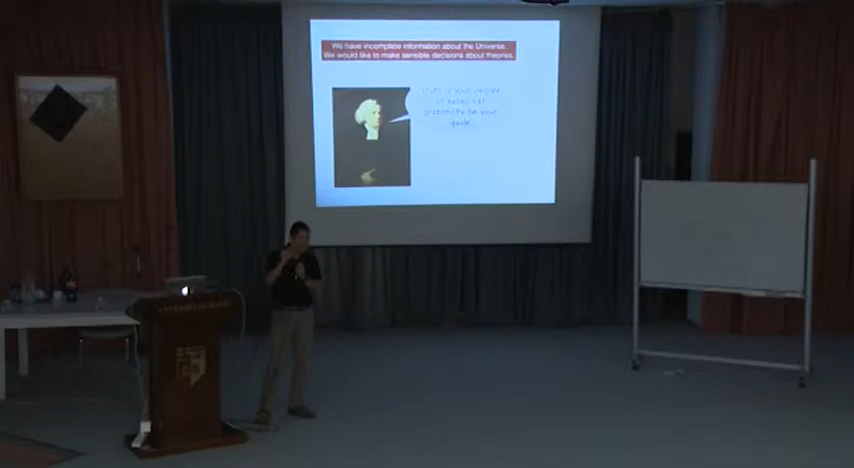 We have incomplete information about the Universe.
We would like to make sensible decisions about theories.
Truth is your degree
of belief. Let
probability be your
guide.